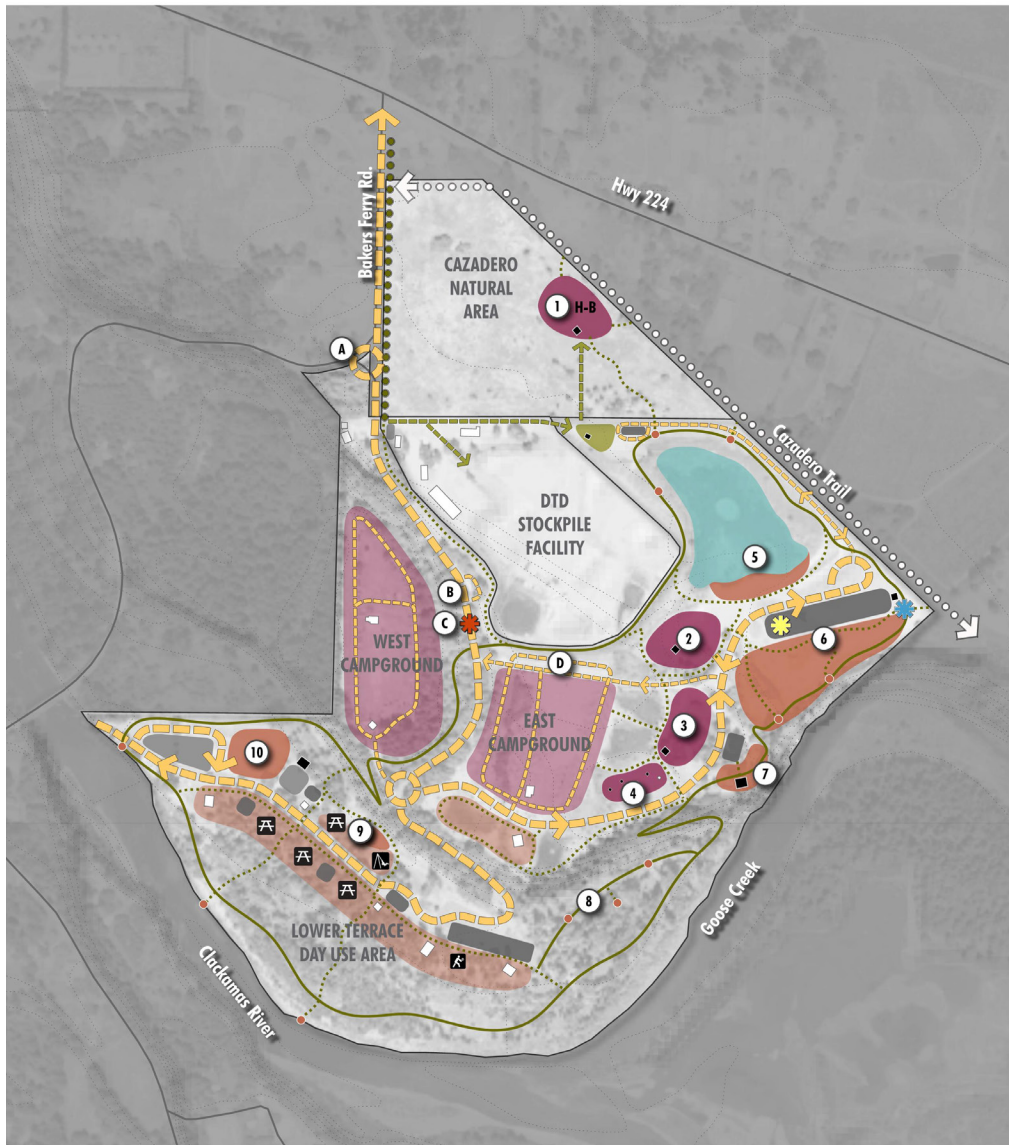 Hwy 224
Bakers Ferry Rd.
CAZADERO
NATURAL
AREA
1
H-B
A
Cazadero Trail
DTD
STOCKPILE
FACILITY
5
B
C
2
6
WEST
CAMPGROUND
D
3
EAST
CAMPGROUND
10
7
4
9
8
Goose Creek
LOWER TERRACE
DAY USE AREA
Clackamas River